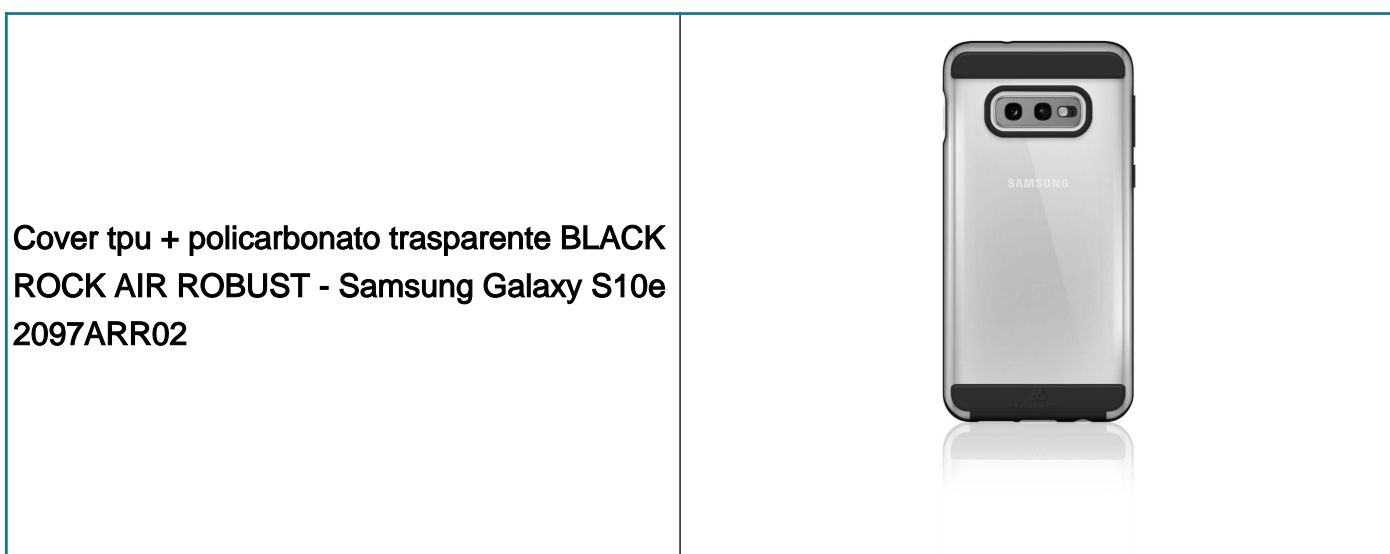 Cover tpu + policarbonato trasparente BLACK
ROCK AIR ROBUST - Samsung Galaxy S10e
2097ARR02
SAMSUNG